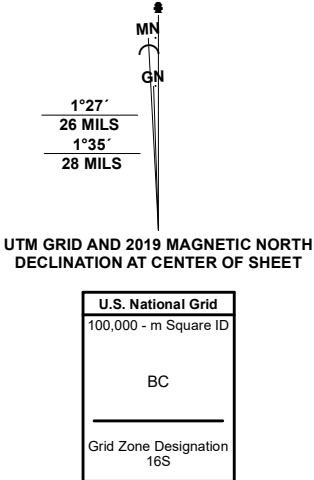 MN
GN
1°27´
26 MILS
1°35´
28 MILS
UTM GRID AND 2019 MAGNETIC NORTH
DECLINATION AT CENTER OF SHEET
U.S. National Grid
100,000 - m Square ID
BC
Grid Zone Designation
16S